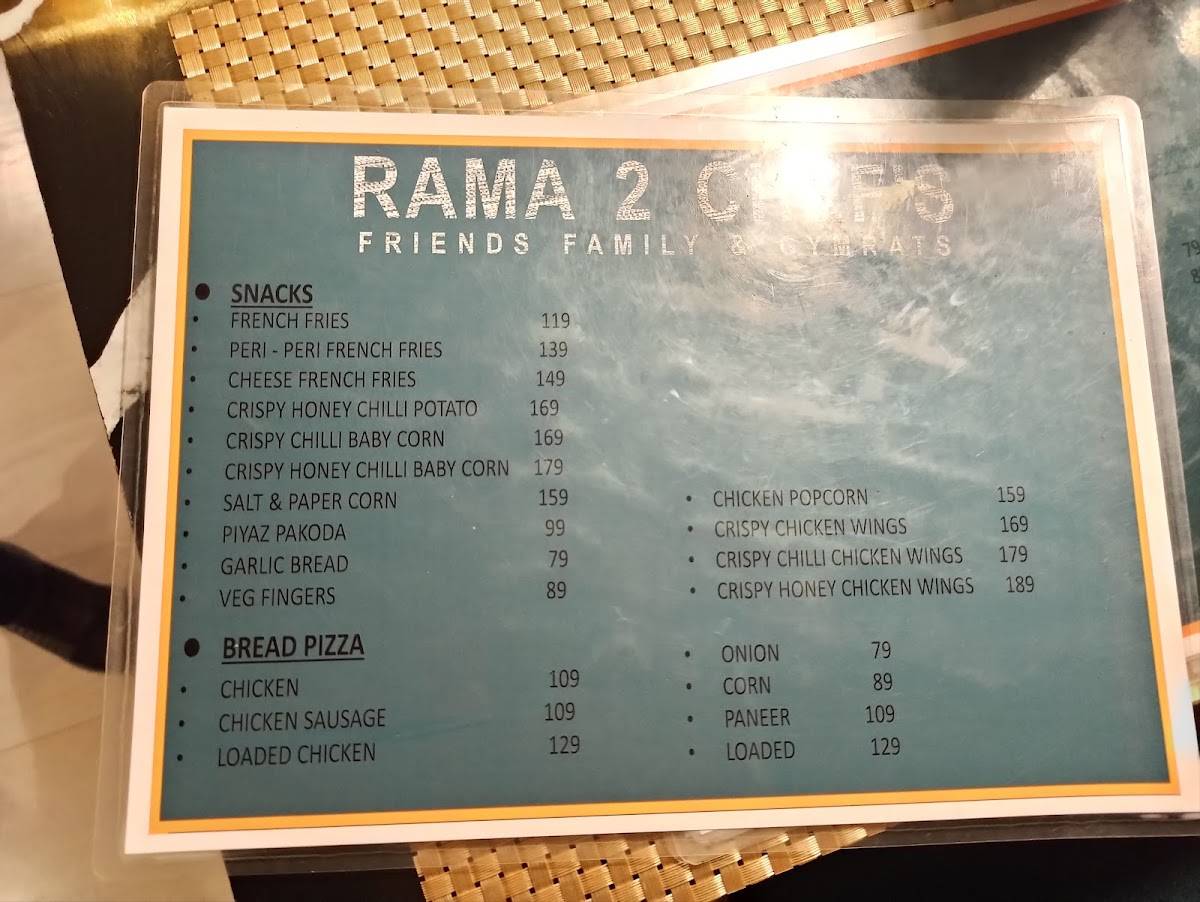 RAMA 2 CHEF'S
FRIENDS FAMILY & GYMRATS
• SNACKS
• FRENCH FRIES 119
• PERI - PERI FRENCH FRIES 139
• CHEESE FRENCH FRIES 149
• CRISPY HONEY CHILLI POTATO 169
• CRISPY CHILLI BABY CORN 169
• CRISPY HONEY CHILLI BABY CORN 179
• SALT & PAPER CORN 159
• PIYAZ PAKODA 99
• GARLIC BREAD 79
• VEG FINGERS 89
• CHICKEN POPCORN 159
• CRISPY CHICKEN WINGS 169
• CRISPY CHILLI CHICKEN WINGS 179
• CRISPY HONEY CHICKEN WINGS 189
• BREAD PIZZA
• CHICKEN 109
• CHICKEN SAUSAGE 109
• LOADED CHICKEN 129
• ONION 79
• CORN 89
• PANEER 109
• LOADED 129
79